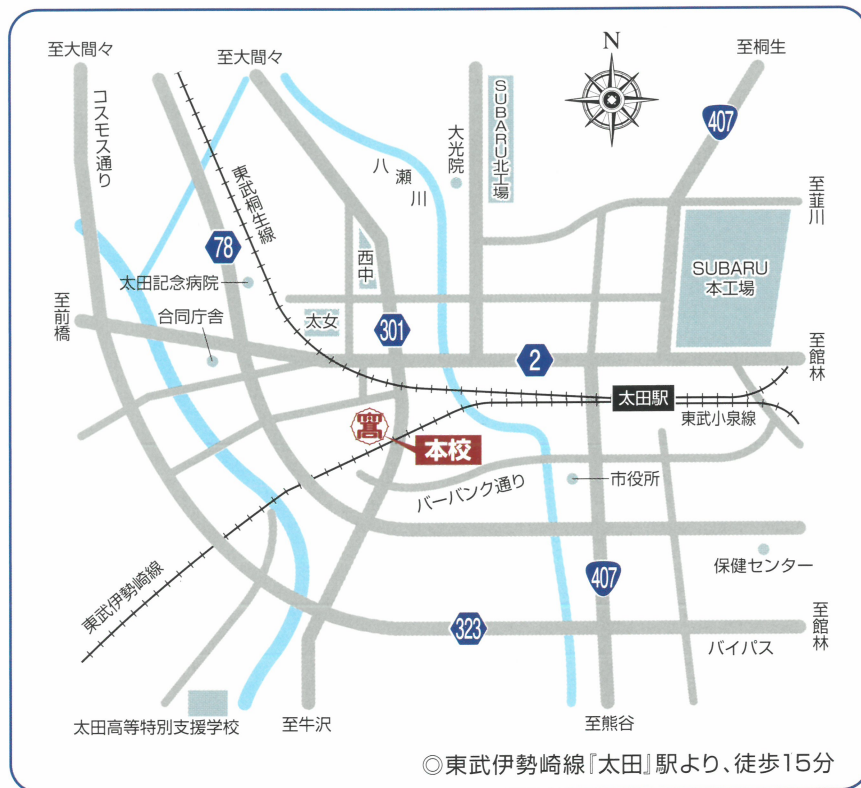 至大間々
至大間々
N
至桐生
コスモス通り
東武桐生線
八瀬川
大光院
SUBARU北工場
407
至韮川
78
西中
SUBARU
本工場
太田記念病院
至前橋
合同庁舎
太女
301
2
至館林
太田駅
東武小泉線
高
本校
バーバンク通り
市役所
保健センター
407
東武伊勢崎線
323
バイパス
至館林
太田高等特別支援学校
至牛沢
至熊谷
◎東武伊勢崎線『太田』駅より、徒歩15分